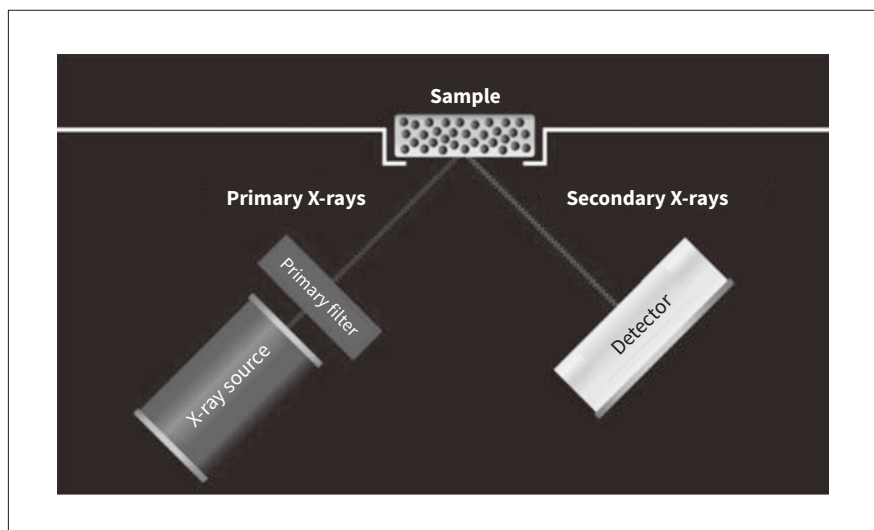 Sample
Primary X-rays
Secondary X-rays
Primary filter
X-ray source
Detector